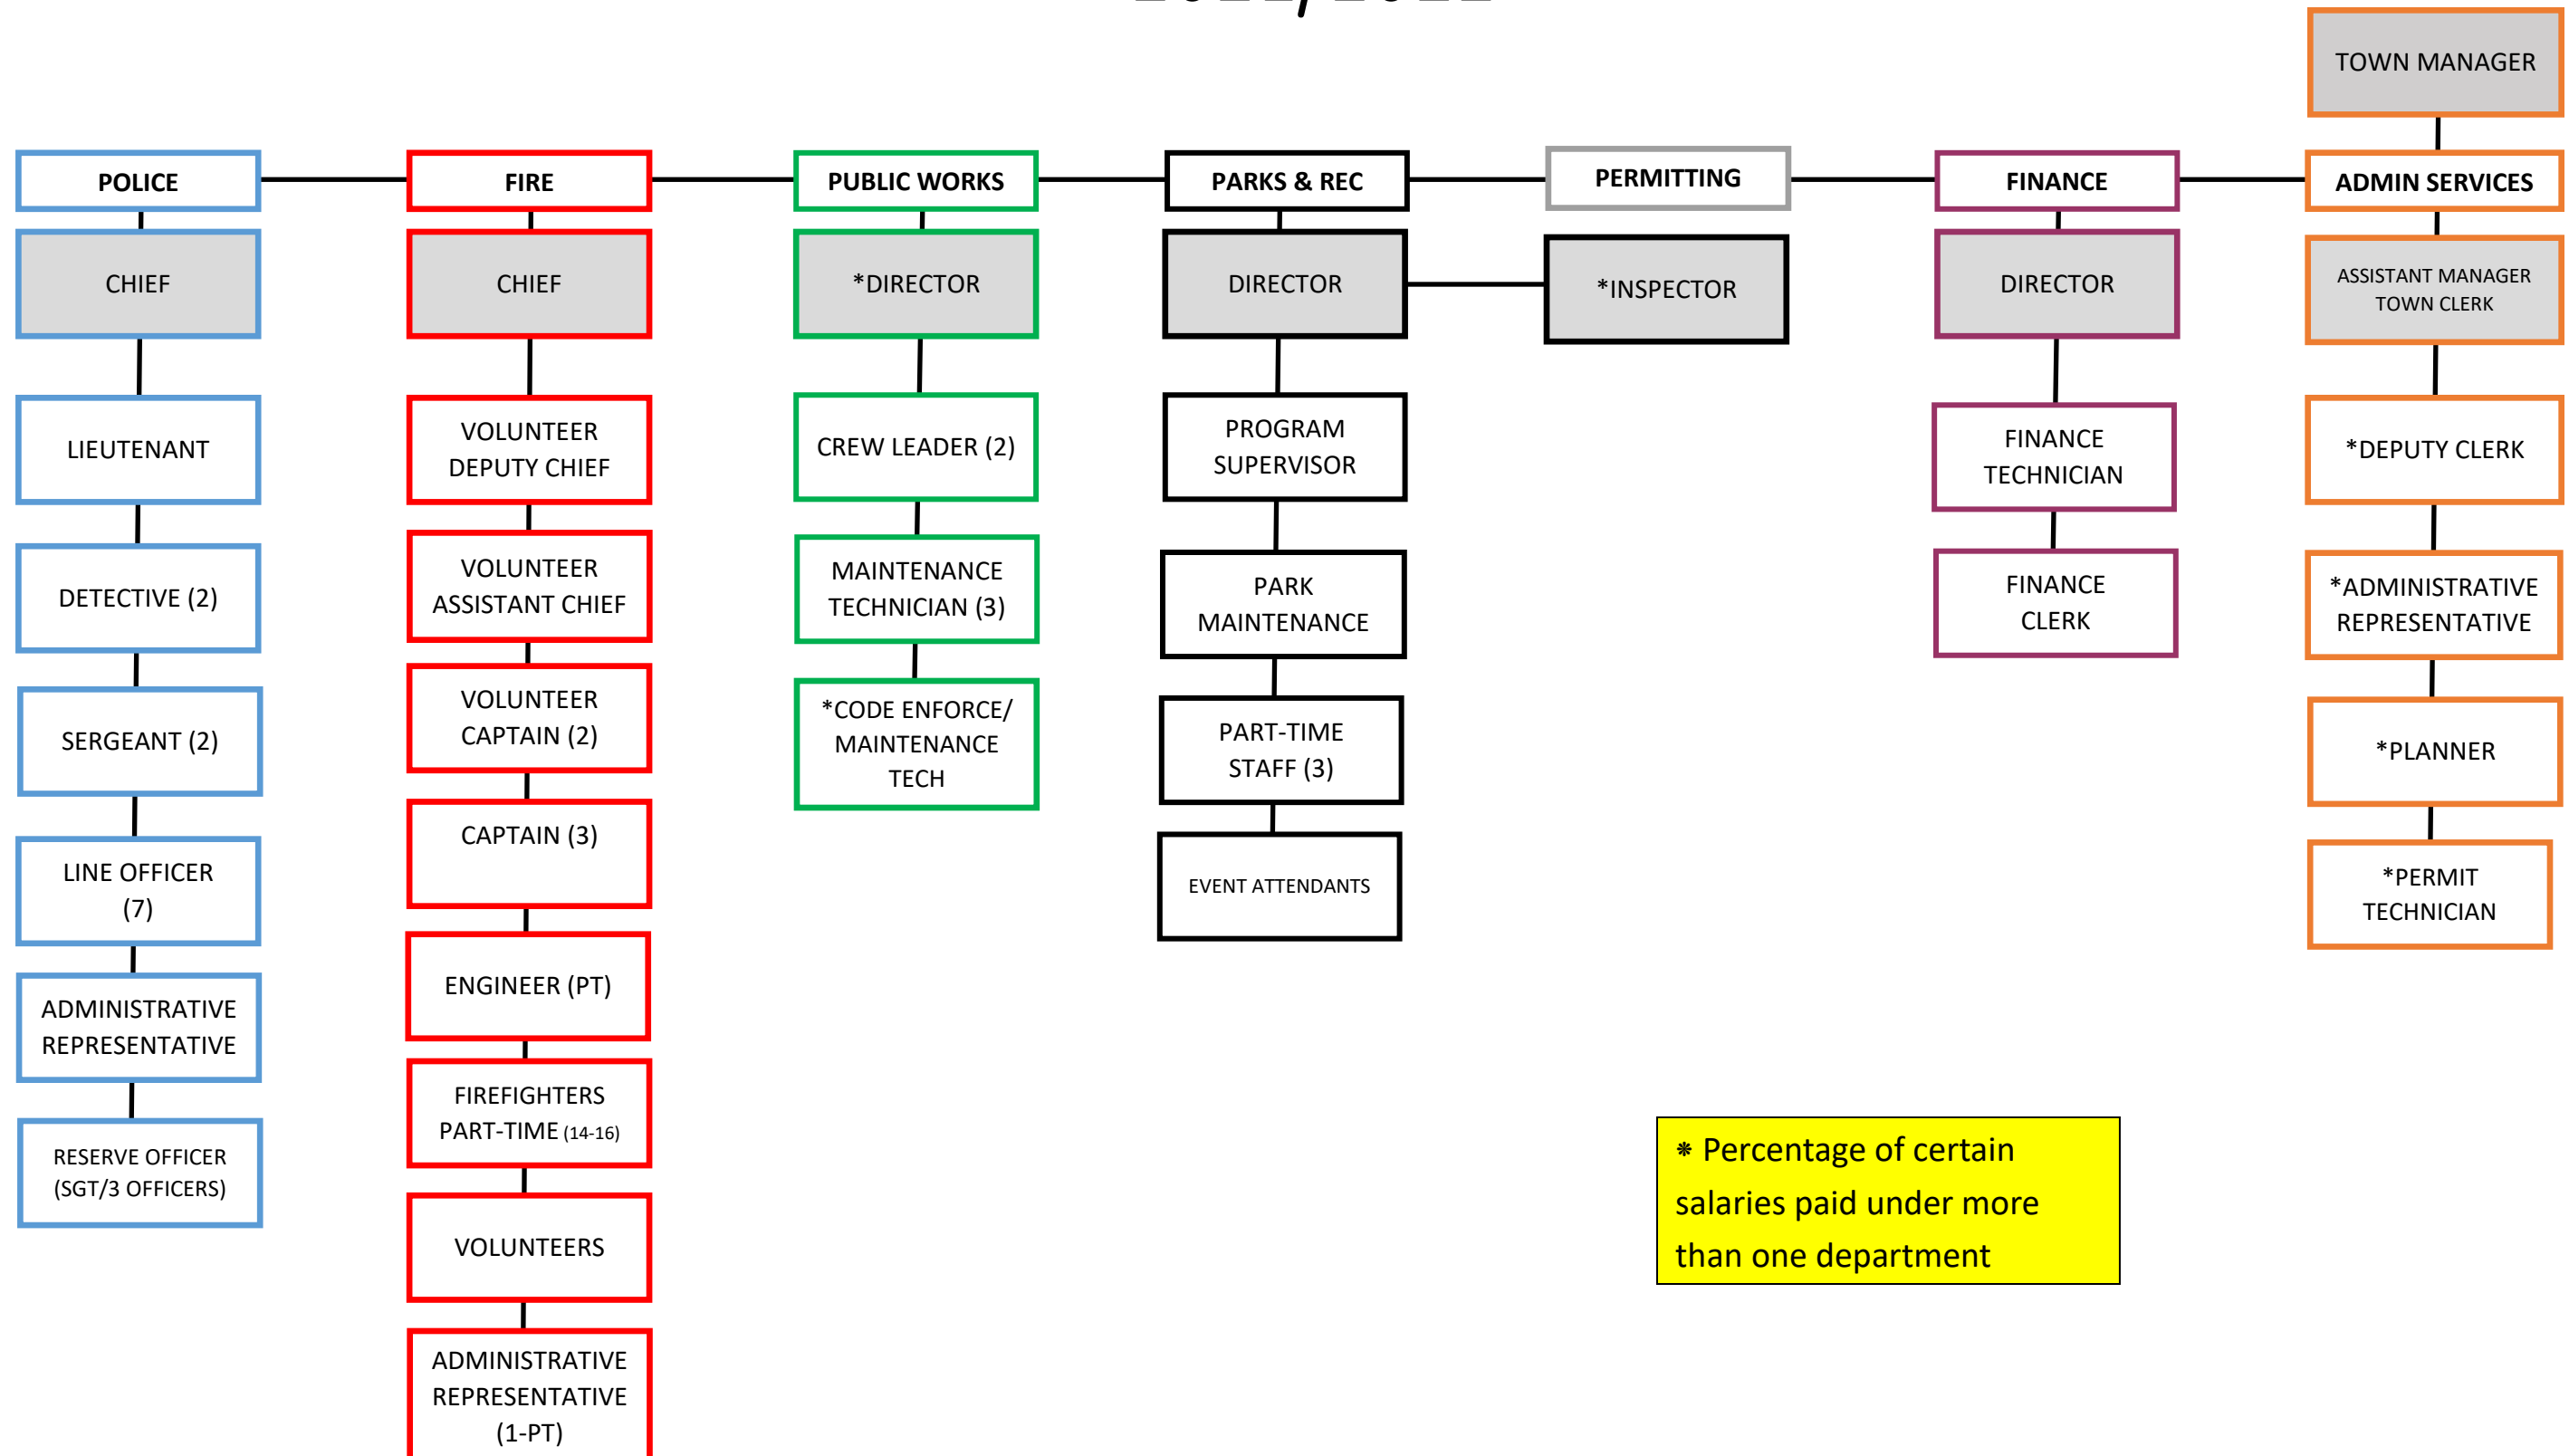 TOWN MANAGER
POLICE
FIRE
PUBLIC WORKS
PARKS & REC
PERMITTING
FINANCE
ADMIN SERVICES
CHIEF
CHIEF
*DIRECTOR
DIRECTOR
*INSPECTOR
DIRECTOR
ASSISTANT MANAGER
TOWN CLERK
LIEUTENANT
DETECTIVE (2)
SERGEANT (2)
LINE OFFICER
(7)
ADMINISTRATIVE
REPRESENTATIVE
RESERVE OFFICER
(SGT/3 OFFICERS)
VOLUNTEER
DEPUTY CHIEF
VOLUNTEER
ASSISTANT CHIEF
VOLUNTEER
CAPTAIN (2)
CAPTAIN (3)
ENGINEER (PT)
FIREFIGHTERS
PART-TIME (14-16)
VOLUNTEERS
ADMINISTRATIVE
REPRESENTATIVE
(1-PT)
CREW LEADER (2)
MAINTENANCE
TECHNICIAN (3)
*CODE ENFORCE/
MAINTENANCE
TECH
PROGRAM
SUPERVISOR
PARK
MAINTENANCE
PART-TIME
STAFF (3)
EVENT ATTENDANTS
FINANCE
TECHNICIAN
FINANCE
CLERK
*DEPUTY CLERK
*ADMINISTRATIVE
REPRESENTATIVE
*PLANNER
*PERMIT
TECHNICIAN
* Percentage of certain
salaries paid under more
than one department